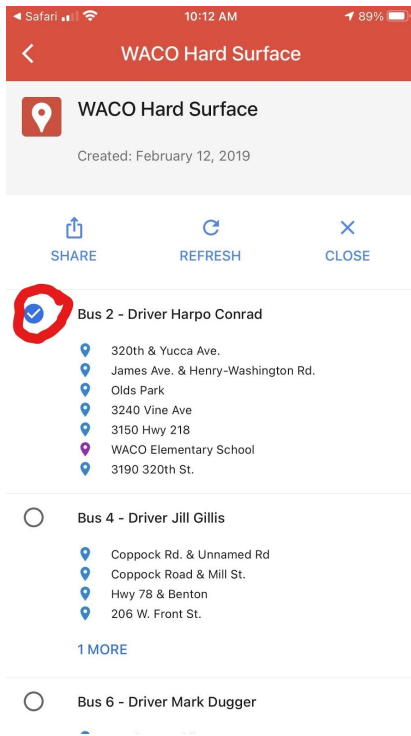 Safari
10:12 AM
89%
WACO Hard Surface
WACO Hard Surface
Created: February 12, 2019
SHARE
REFRESH
CLOSE
Bus 2 - Driver Harpo Conrad
320th & Yucca Ave.
James Ave. & Henry-Washington Rd.
Olds Park
3240 Vine Ave
3150 Hwy 218
WACO Elementary School
3190 320th St.
Bus 4 - Driver Jill Gillis
Coppock Rd. & Unnamed Rd
Coppock Road & Mill St.
Hwy 78 & Benton
206 W. Front St.
1 MORE
Bus 6 - Driver Mark Dugger